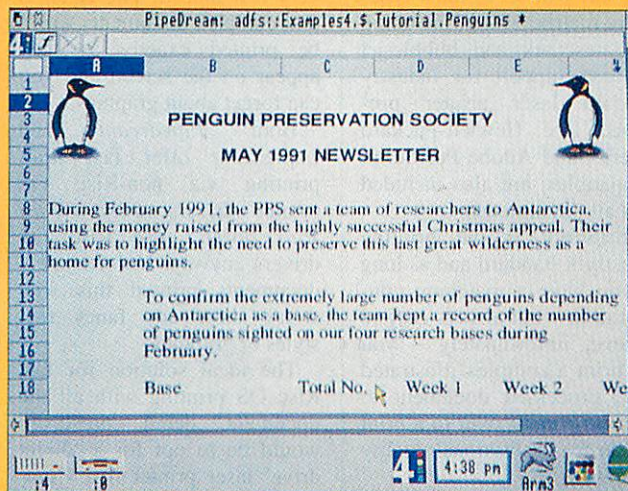 PipeDream: adfs::Examples4.$.Tutorial.Penguins *
4 f
A B C D E
1
2
3 PENGUIN PRESERVATION SOCIETY
4
5 MAY 1991 NEWSLETTER
6
7
8 During February 1991, the PPS sent a team of researchers to Antarctica,
9 using the money raised from the highly successful Christmas appeal. Their
10 task was to highlight the need to preserve this last great wilderness as a
11 home for penguins.
12
13 To confirm the extremely large number of penguins depending
14 on Antarctica as a base, the team kept a record of the number
15 of penguins sighted on our four research bases during
16 February.
17
18 Base Total No. Week 1 Week 2 We
4 4:38 pm
:4 :0 Arm3